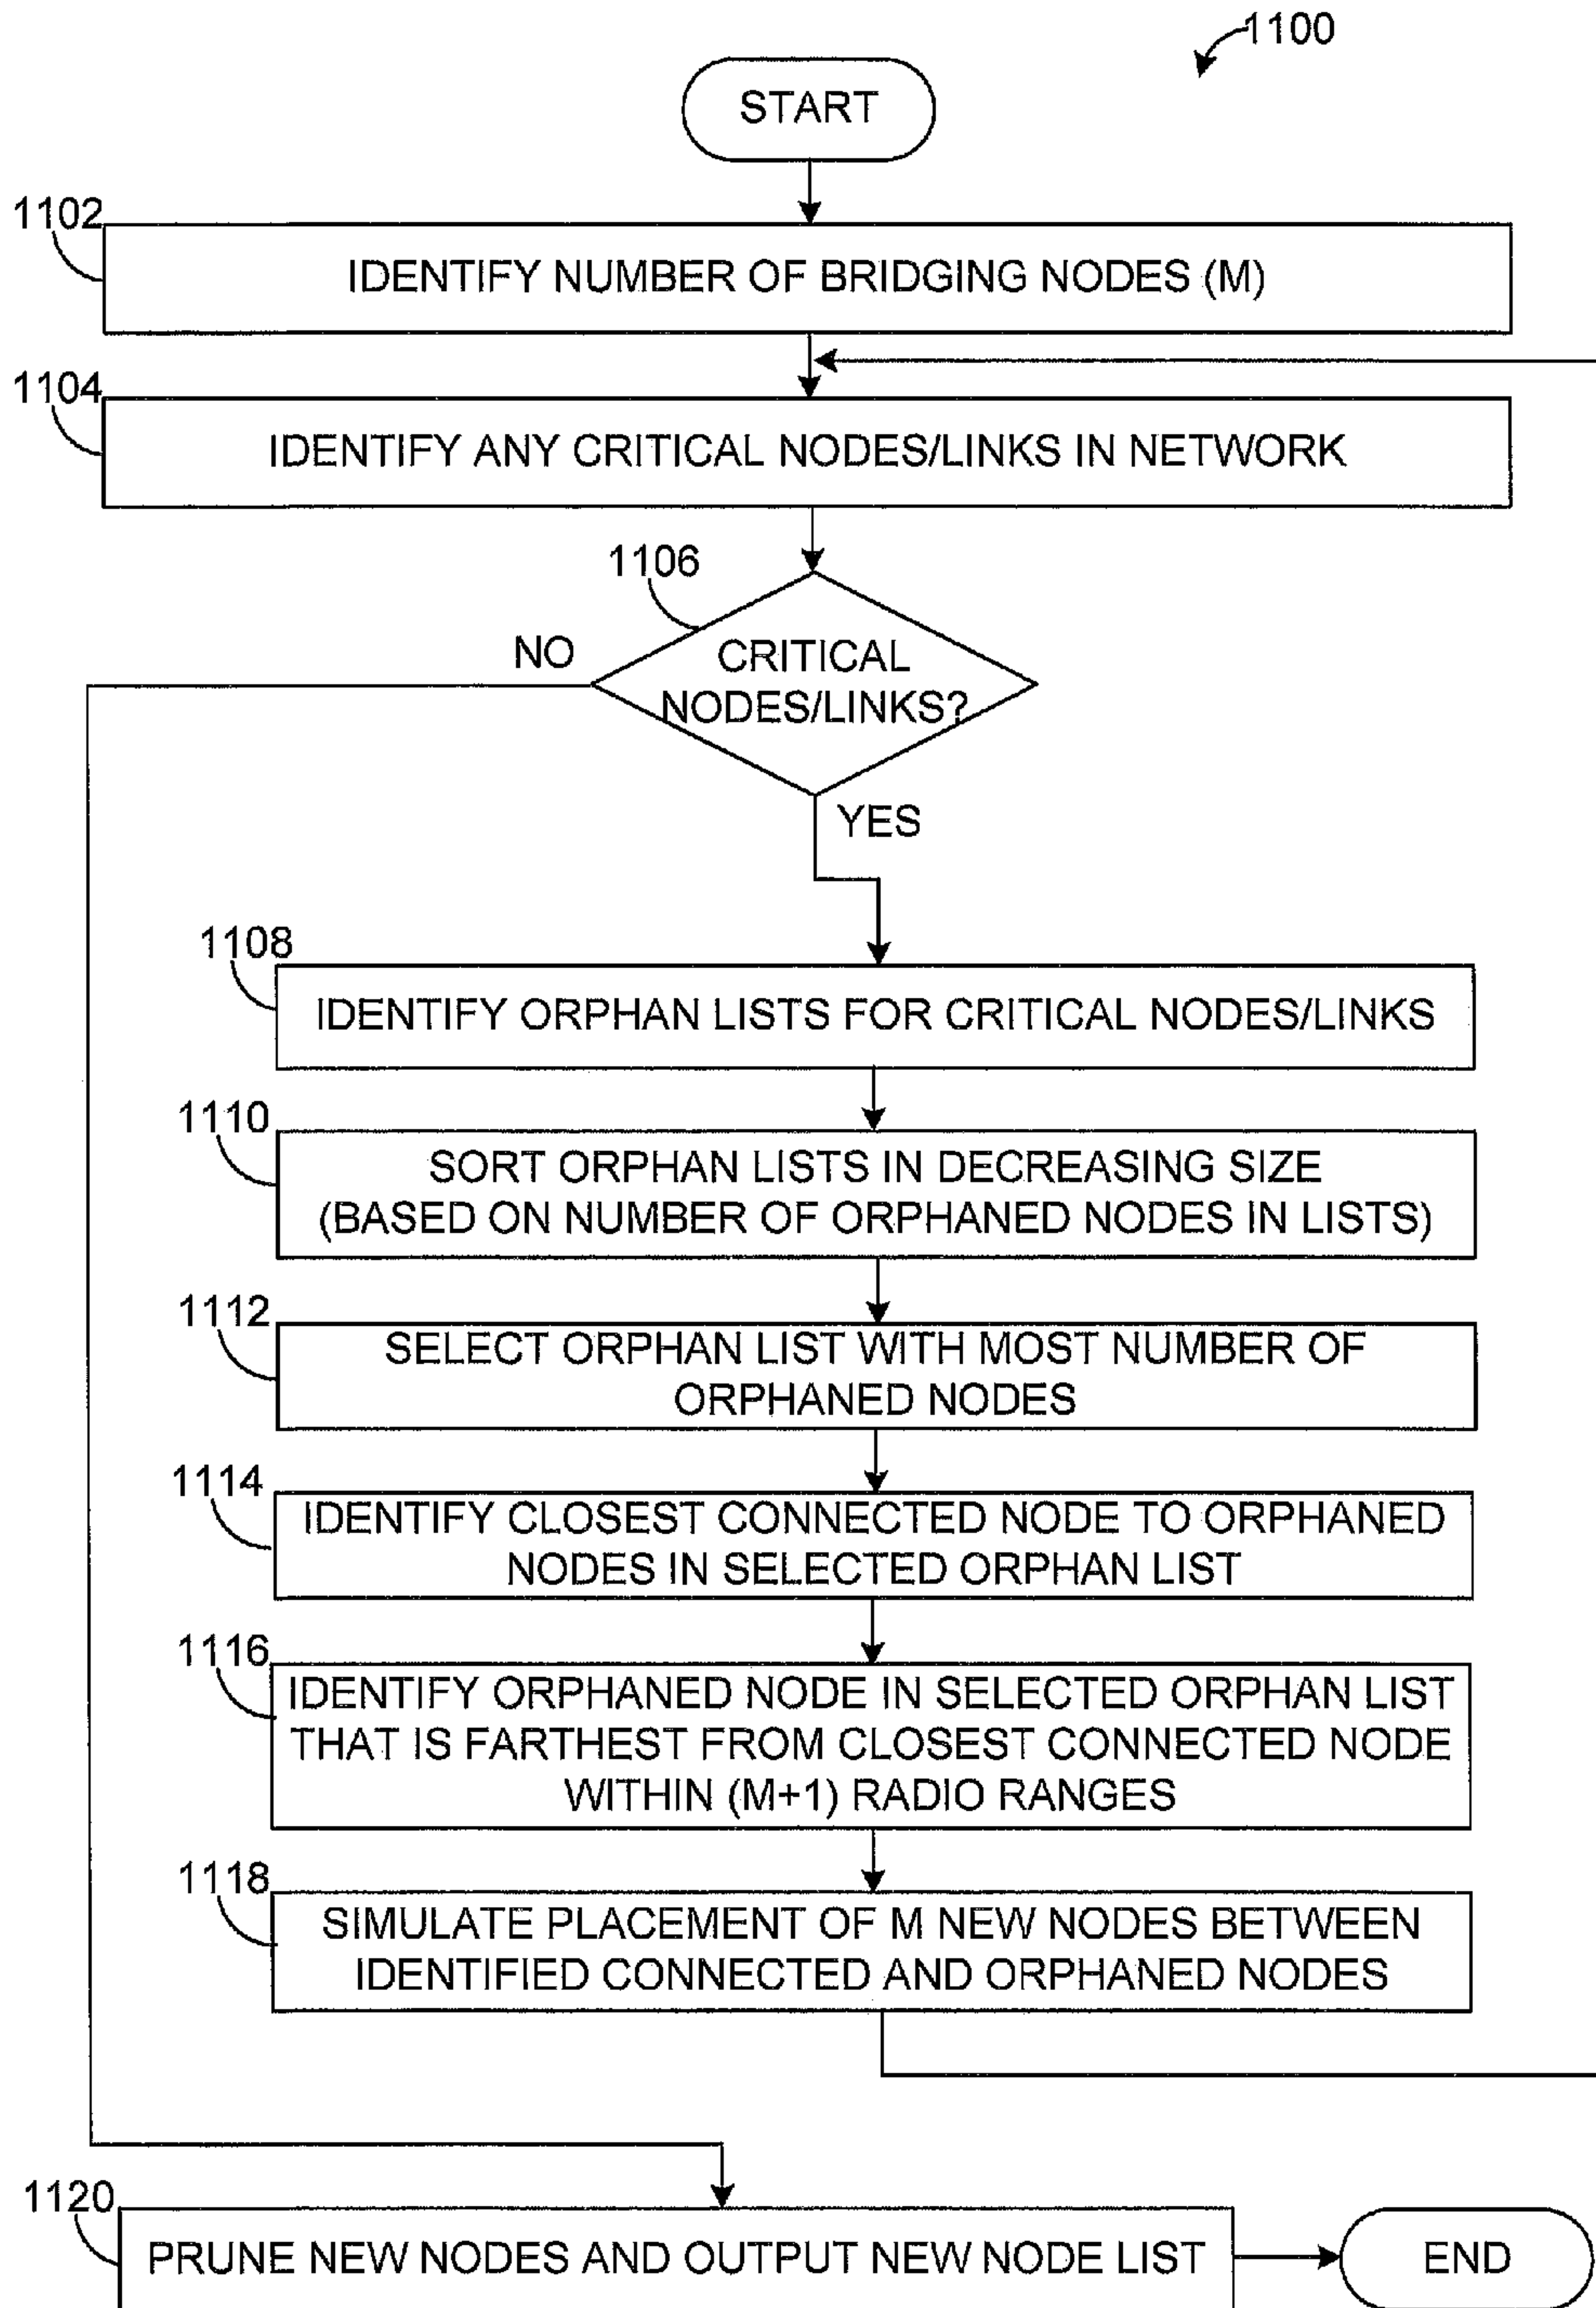 1100
START
1102
IDENTIFY NUMBER OF BRIDGING NODES (M)
1104
IDENTIFY ANY CRITICAL NODES/LINKS IN NETWORK
1106
NO
CRITICAL
NODES/LINKS?
YES
1108
IDENTIFY ORPHAN LISTS FOR CRITICAL NODES/LINKS
1110
SORT ORPHAN LISTS IN DECREASING SIZE
(BASED ON NUMBER OF ORPHANED NODES IN LISTS)
1112
SELECT ORPHAN LIST WITH MOST NUMBER OF
ORPHANED NODES
1114
IDENTIFY CLOSEST CONNECTED NODE TO ORPHANED
NODES IN SELECTED ORPHAN LIST
1116
IDENTIFY ORPHANED NODE IN SELECTED ORPHAN LIST
THAT IS FARTHEST FROM CLOSEST CONNECTED NODE
WITHIN (M+1) RADIO RANGES
1118
SIMULATE PLACEMENT OF M NEW NODES BETWEEN
IDENTIFIED CONNECTED AND ORPHANED NODES
1120
PRUNE NEW NODES AND OUTPUT NEW NODE LIST
END